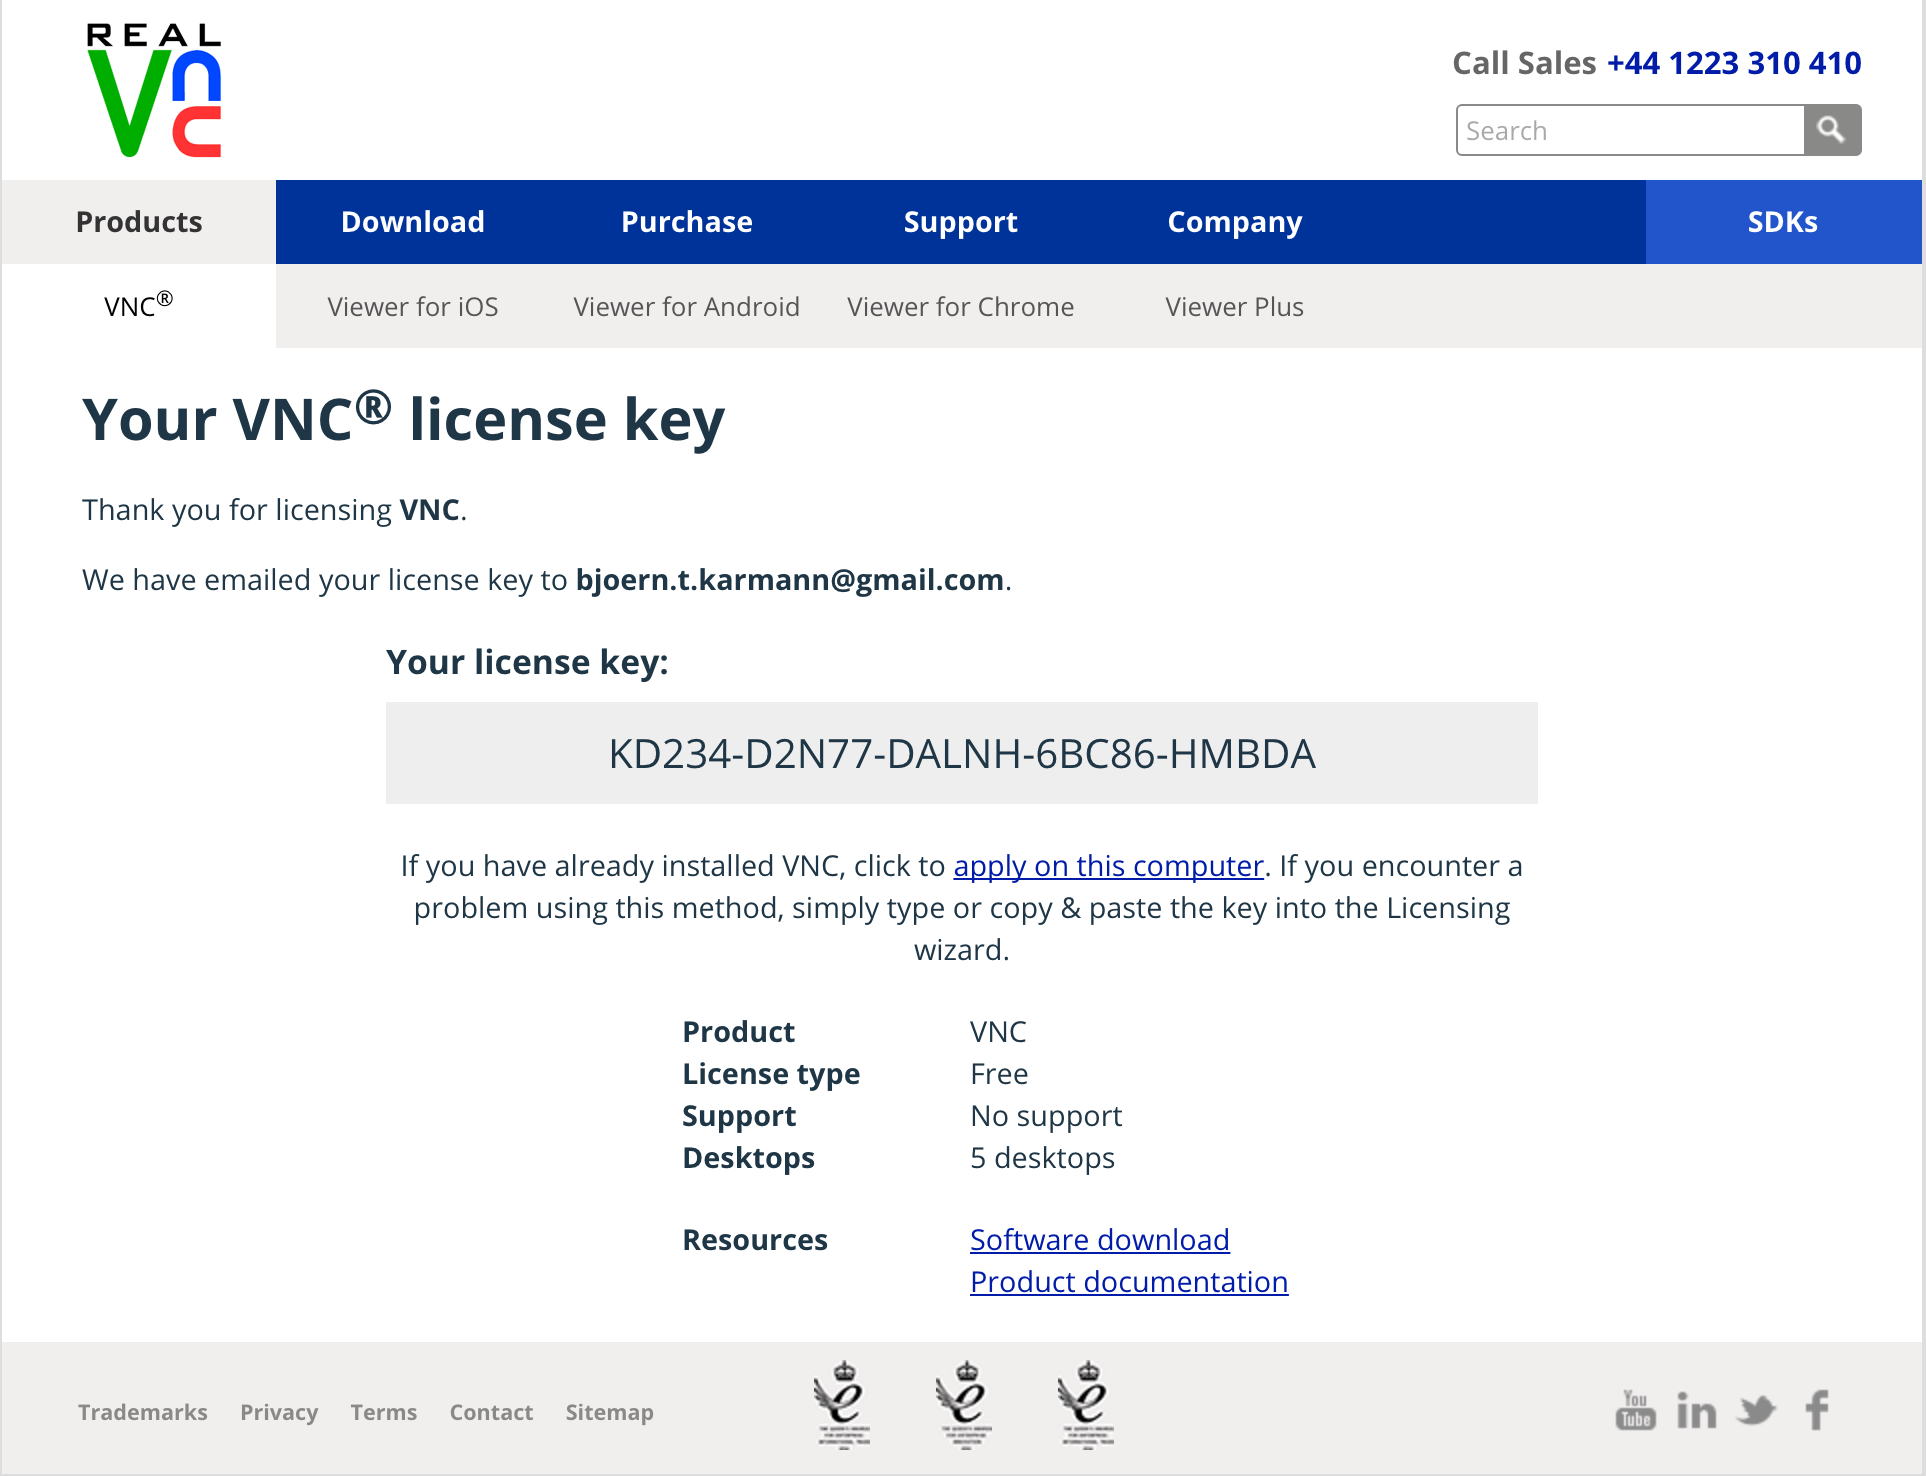 REAL
Vnc
Call Sales +44 1223 310 410
Search
Products Download Purchase Support Company SDKs
VNC® Viewer for iOS Viewer for Android Viewer for Chrome Viewer Plus
Your VNC® license key
Thank you for licensing VNC.
We have emailed your license key to bjoern.t.karmann@gmail.com.
Your license key:
KD234-D2N77-DALNH-6BC86-HMBDA
If you have already installed VNC, click to apply on this computer. If you encounter a
problem using this method, simply type or copy & paste the key into the Licensing
wizard.
Product VNC
License type Free
Support No support
Desktops 5 desktops
Resources Software download
Product documentation
Trademarks Privacy Terms Contact Sitemap
You
Tube
in
f